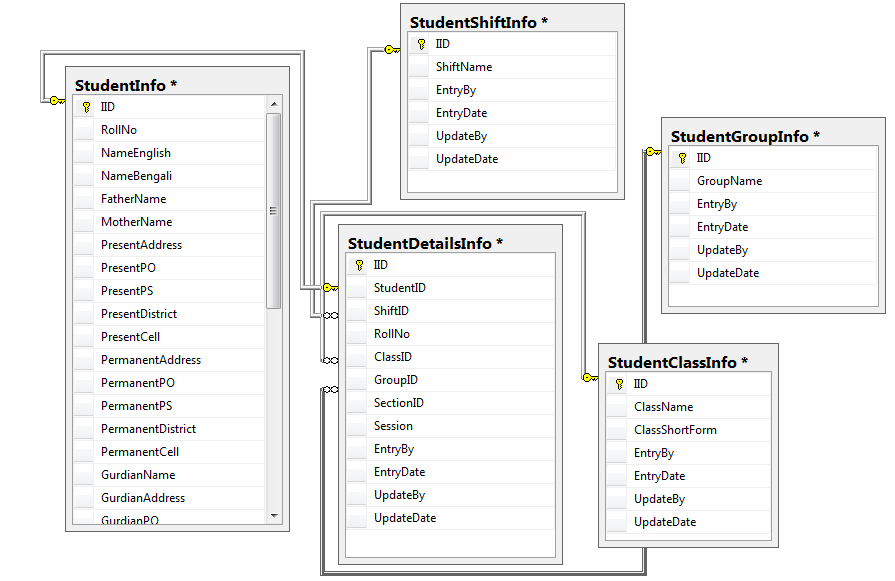 StudentInfo *
IID
RollNo
NameEnglish
NameBengali
FatherName
MotherName
PresentAddress
PresentPO
PresentPS
PresentDistrict
PresentCell
PermanentAddress
PermanentPO
PermanentPS
PermanentDistrict
PermanentCell
GurdianName
GurdianAddress
GurdianPO
StudentShiftInfo *
IID
ShiftName
EntryBy
EntryDate
UpdateBy
UpdateDate
StudentDetailsInfo *
IID
StudentID
ShiftID
RollNo
ClassID
GroupID
SectionID
Session
EntryBy
EntryDate
UpdateBy
UpdateDate
StudentGroupInfo *
IID
GroupName
EntryBy
EntryDate
UpdateBy
UpdateDate
StudentClassInfo *
IID
ClassName
ClassShortForm
EntryBy
EntryDate
UpdateBy
UpdateDate